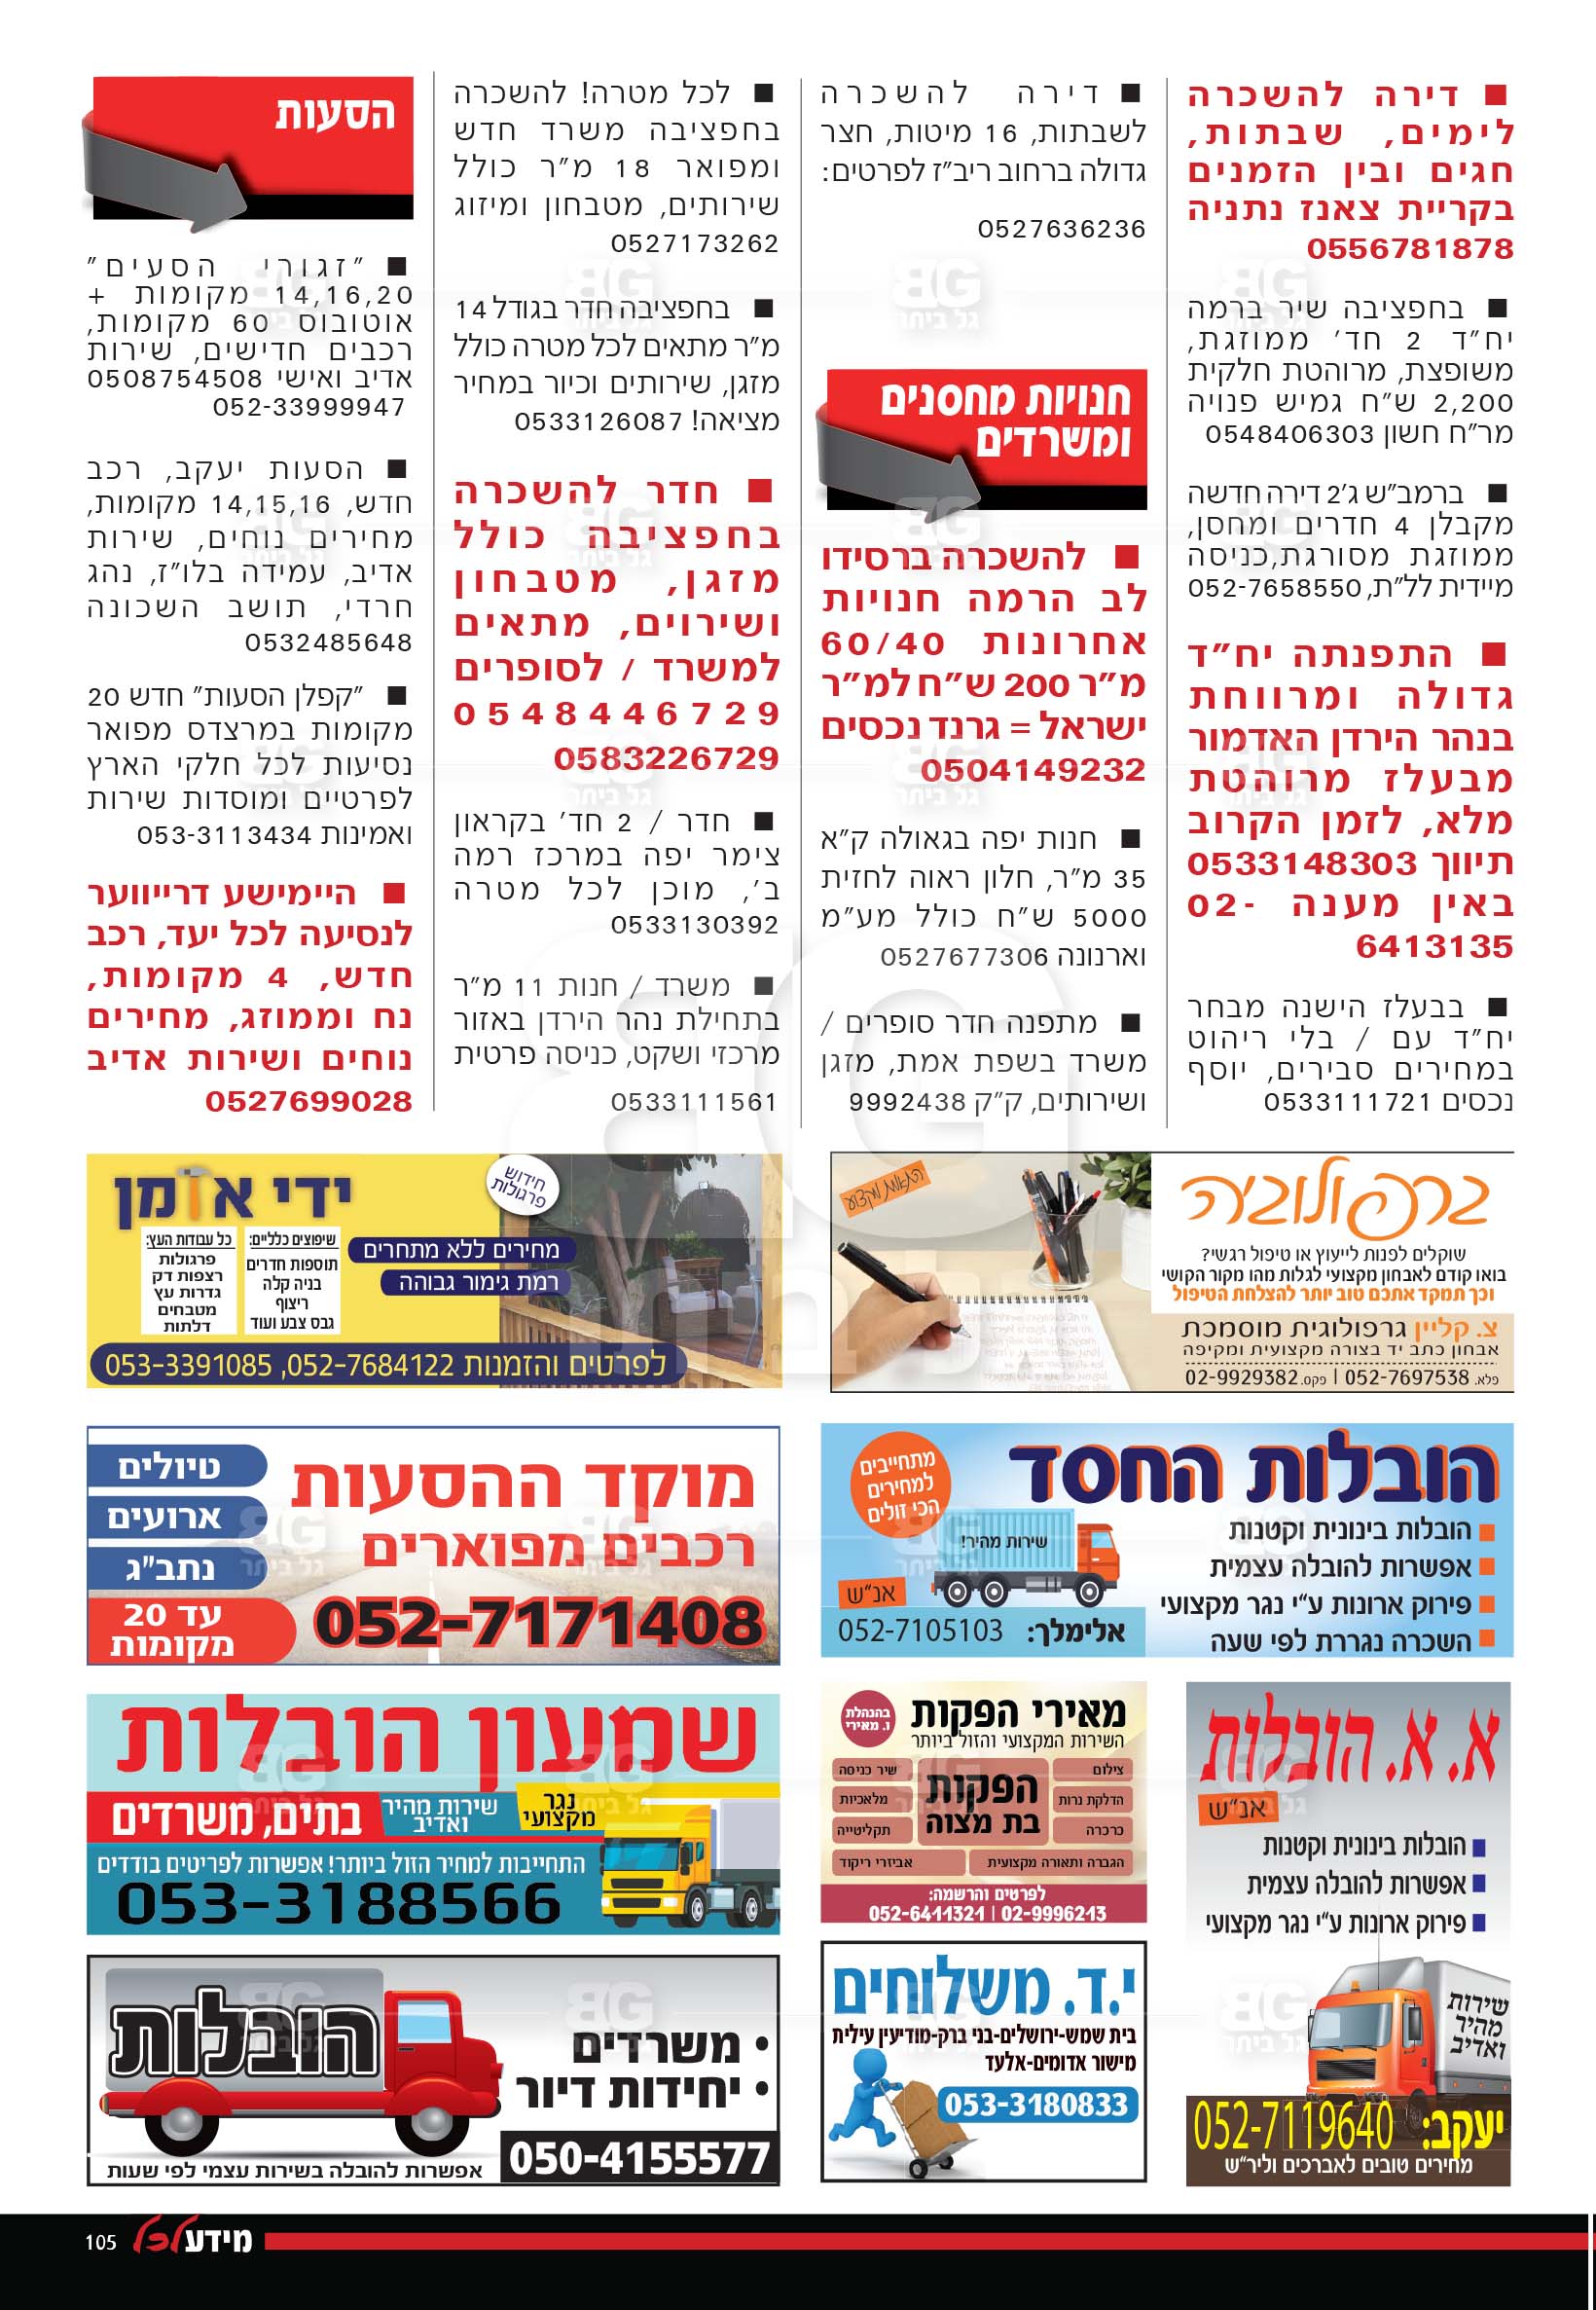 ■ דירה להשכרה
לימים, שבתות,
חגים ובין הזמנים
בקריית צאנז נתניה
0556781878
■ בחפציבה שיר ברמה
יח"ד 2 חד' ממוזגת,
משופצת, מרוהטת חלקית
2,200 ש"ח גמיש פנויה
מר"ח חשון 0548406303
■ ברמב"ש ג'2 דירה חדשה
מקבלן 4 חדרים ומחסן,
ממוזגת מסורגת,כניסה
מיידית לל"ת, 052-7658550
■ התפנתה יח"ד
גדולה ומרווחת
בנהר הירדן האדמור
מבעלז מרוהטת
מלא, לזמן הקרוב
תיווך 0533148303
באין מענה 02-
6413135
■ בבעלז הישנה מבחר
יח"ד עם / בלי ריהוט
במחירים סבירים, יוסף
נכסים 0533111721
■ דירה להשכרה
לשבתות, 16 מיטות, חצר
גדולה ברחוב ריב"ז לפרטים:
0527636236
חנויות מחסנים
ומשרדים
■ להשכרה ברסידו
לב הרמה חנויות
אחרונות 60/40
מ"ר 200 ש"ח למ"ר
ישראל = גרנד נכסים
0504149232
■ חנות יפה בגאולה ק"א
35 מ"ר, חלון ראוה לחזית
5000 ש"ח כולל מע"מ
וארנונה 0527677306
■ מתפנה חדר סופרים /
משרד בשפת אמת, מזגן
ושירותים, ק"ק 9992438
■ לכל מטרה! להשכרה
בחפציבה משרד חדש
ומפואר 18 מ"ר כולל
שירותים, מטבחון ומיזוג
0527173262
■ בחפציבה חדר בגודל 14
מ"ר מתאים לכל מטרה כולל
מזגן, שירותים וכיור במחיר
מציאה! 0533126087
■ חדר להשכרה
בחפציבה כולל
מזגן, מטבחון
ושירוים, מתאים
למשרד / לסופרים
0548446729
0583226729
■ חדר / 2 חד' בקראון
צימר יפה במרכז רמה
ב', מוכן לכל מטרה
0533130392
■ משרד / חנות 11 מ"ר
בתחילת נהר הירדן באזור
מרכזי ושקט, כניסה פרטית
0533111561
הסעות
■ "זגורי הסעים"
14,16,20 מקומות +
אוטובוס 60 מקומות,
רכבים חדישים, שירות
אדיב ואישי 0508754508
052-33999947
■ הסעות יעקב, רכב
חדש, 14,15,16 מקומות,
מחירים נוחים, שירות
אדיב, עמידה בלו"ז, נהג
חרדי, תושב השכונה
0532485648
■ "קפלן הסעות" חדש 20
מקומות במרצדס מפואר
נסיעות לכל חלקי הארץ
לפרטיים ומוסדות שירות
ואמינות 053-3113434
■ היימישע דרייווער
לנסיעה לכל יעד, רכב
חדש, 4 מקומות,
נח וממוזג, מחירים
נוחים ושירות אדיב
0527699028
גרפולוגיה
שוקלים לפנות לייעוץ או טיפול רגשי?
בואו קודם לאבחון מקצועי לגלות מהו מקור הקושי
וכך תמקד אתכם טוב יותר להצלחת הטיפול
צ. קליין גרפולוגית מוסמכת
אבחון כתב יד בצורה מקצועית ומקיפה
פלא. 052-7697538 | פקס. 02-9929382
ידי אומן
חידוש
פרגולות
מחירים ללא מתחרים
רמת גימור גבוהה
שיפוצים כלליים:
תוספות חדרים
בניה קלה
ריצוף
גבס צבע ועוד
כל עבודות העץ:
פרגולות
רצפות דק
גדרות עץ
מטבחים
דלתות
לפרטים והזמנות 052-7684122, 053-3391085
הובלות החסד
מתחייבים
למחירים
הכי זולים
שירות מהיר!
אנ"ש
הובלות בינונית וקטנות
אפשרות להובלה עצמית
פירוק ארונות ע"י נגר מקצועי
השכרה נגררת לפי שעה
אלימלך: 052-7105103
מוקד ההסעות
רכבים מפוארים
052-7171408
טיולים
ארועים
נתב"ג
עד 20
מקומות
א. א. הובלות
אנ"ש
הובלות בינונית וקטנות
אפשרות להובלה עצמית
פירוק ארונות ע"י נגר מקצועי
שירות
מהיר
ואדיב
יעקב: 052-7119640
מחירים טובים לאברכים וליר"ש
מאירי הפקות
בהנהלת
ו. מאירי
השירות המקצועי והזול ביותר
הפקות
בת מצוה
צילום
הדלקת נרות
כרכרה
הגברה ותאורה מקצועית
שיר כניסה
מלאכיות
תקליטייה
אביזרי ריקוד
לפרטים והרשמה:
02-9996213 | 052-6411321
י.ד. משלוחים
בית שמש-ירושלים-בני ברק-מודיעין עילית
מישור אדומים-אלעד
053-3180833
שמעון הובלות
נגר
מקצועי
שירות מהיר
ואדיב
בתים, משרדים
התחייבות למחיר הזול ביותר! אפשרות לפריטים בודדים
053-3188566
הובלות
• משרדים
• יחידות דיור
050-4155577
אפשרות להובלה בשירות עצמי לפי שעות
מידע לכל
105